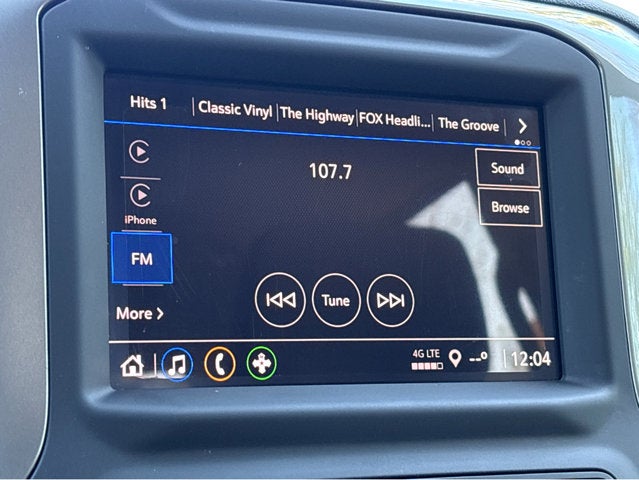 Hits 1 Classic Vinyl The Highway FOX Headli... The Groove
107.7
Sound
Browse
iPhone
FM
Tune
More
4G LTE
--° 12:04